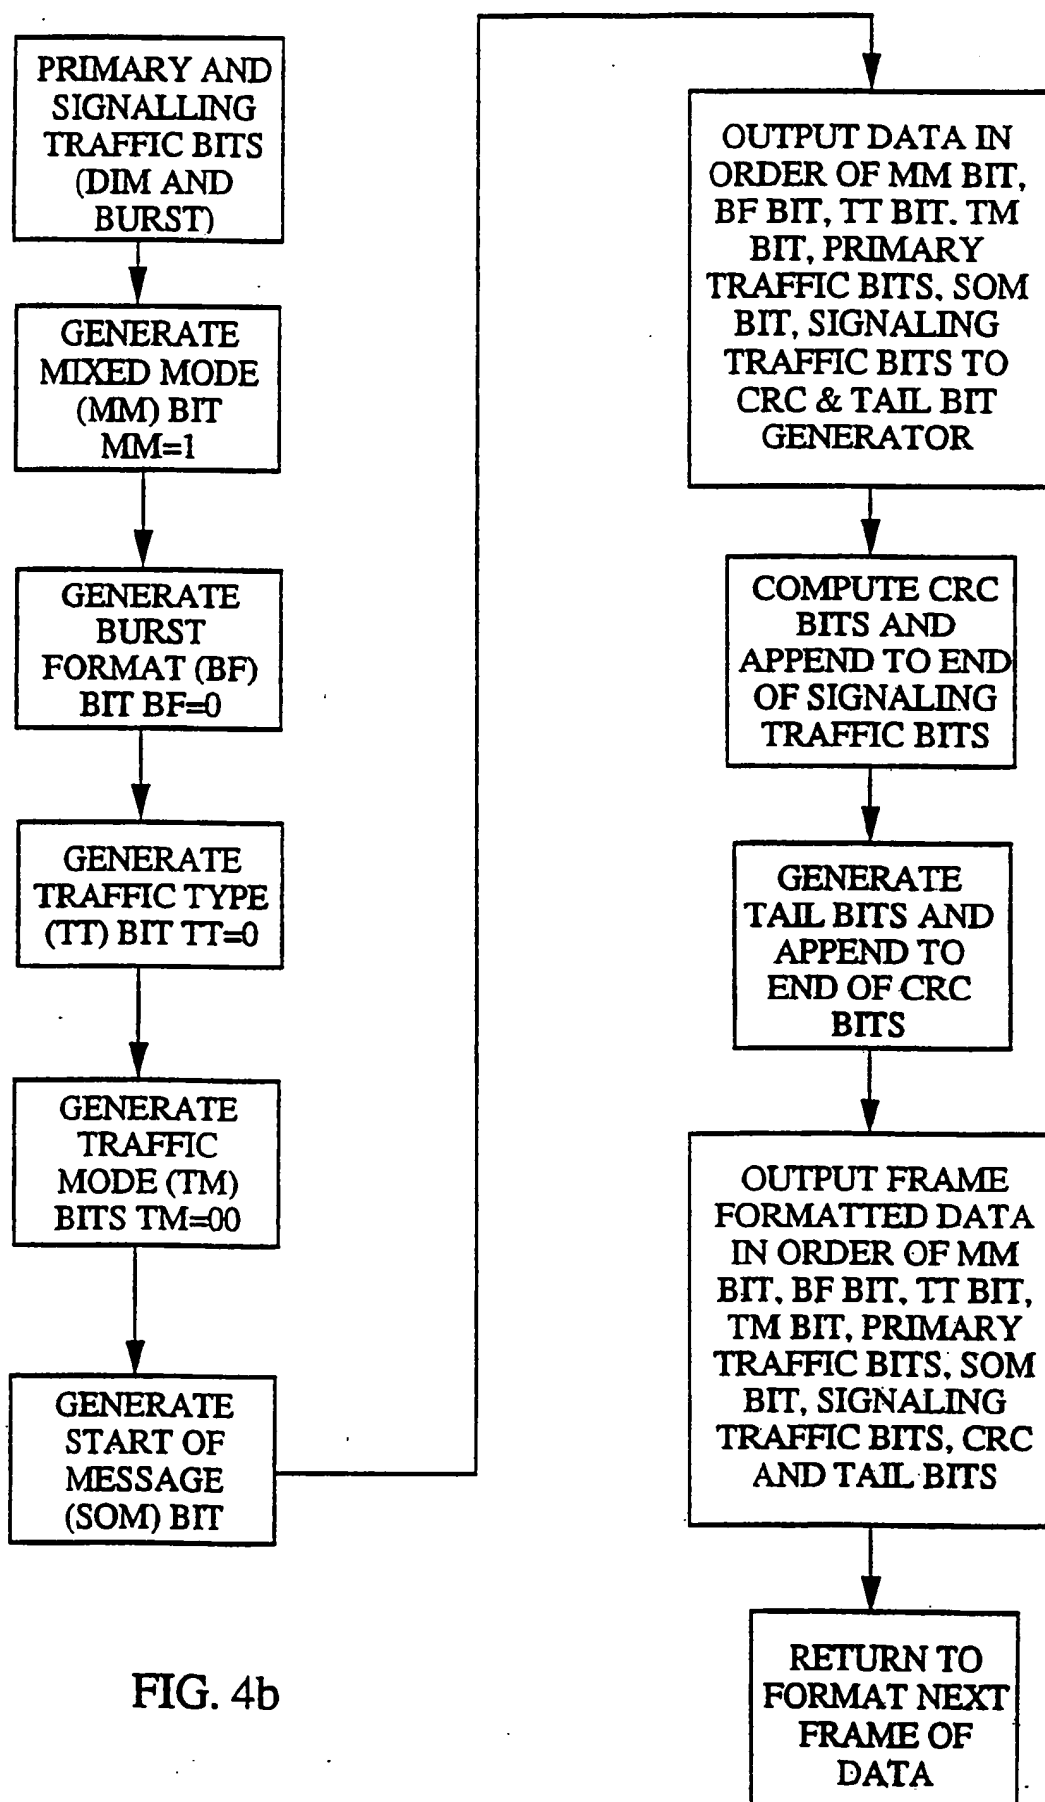 PRIMARY AND
SIGNALLING
TRAFFIC BITS
(DIM AND
BURST)
GENERATE
MIXED MODE
(MM) BIT
MM=1
GENERATE
BURST
FORMAT (BF)
BIT BF=0
GENERATE
TRAFFIC TYPE
(TT) BIT TT=0
GENERATE
TRAFFIC
MODE (TM)
BITS TM=00
GENERATE
START OF
MESSAGE
(SOM) BIT
OUTPUT DATA IN
ORDER OF MM BIT,
BF BIT, TT BIT. TM
BIT, PRIMARY
TRAFFIC BITS, SOM
BIT, SIGNALING
TRAFFIC BITS TO
CRC & TAIL BIT
GENERATOR
COMPUTE CRC
BITS AND
APPEND TO END
OF SIGNALING
TRAFFIC BITS
GENERATE
TAIL BITS AND
APPEND TO
END OF CRC
BITS
OUTPUT FRAME
FORMATTED DATA
IN ORDER OF MM
BIT, BF BIT, TT BIT,
TM BIT, PRIMARY
TRAFFIC BITS, SOM
BIT, SIGNALING
TRAFFIC BITS, CRC
AND TAIL BITS
RETURN TO
FORMAT NEXT
FRAME OF
DATA
FIG. 4b